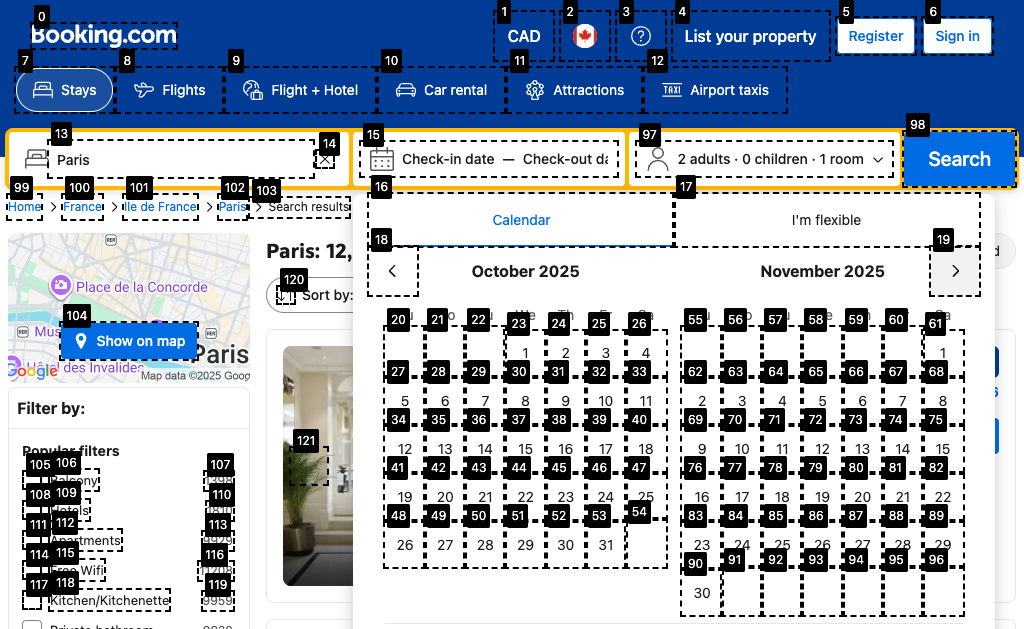 Booking.com
CAD
List your property
Register
Sign in
Stays
Flights
Flight + Hotel
Car rental
Attractions
Airport taxis
Paris
Check-in date — Check-out da
2 adults · 0 children · 1 room
Search
Home
France
Ile de France
Paris
Search results
Calendar
I'm flexible
Paris: 12,
Sort by:
October 2025
November 2025
1 2 3 4
5 6 7 8 9 10 11
12 13 14 15 16 17 18
19 20 21 22 23 24 25
26 27 28 29 30 31
1
2 3 4 5 6 7 8
9 10 11 12 13 14 15
16 17 18 19 20 21 22
23 24 25 26 27 28 29
30
Place de la Concorde
Show on map
Paris
Hôtel des Invalides
Google
Map data ©2025 Goog
Filter by:
Popular filters
Balcony
Hotels
Apartments
9929
Free Wifi
11208
Kitchen/Kitchenette
9959
Private bathroom
0 1 2 3 4 5 6
7 8 9 10 11 12
13 14 15 97 98
99 100 101 102 103
16 17 18 19
20 21 22 23 24 25 26
27 28 29 30 31 32 33
34 35 36 37 38 39 40
41 42 43 44 45 46 47
48 49 50 51 52 53 54
55 56 57 58 59 60 61
62 63 64 65 66 67 68
69 70 71 72 73 74 75
76 77 78 79 80 81 82
83 84 85 86 87 88 89
90 91 92 93 94 95 96
104
120
121
105 106 107
108 109 110
111 112 113
114 115 116
117 118 119